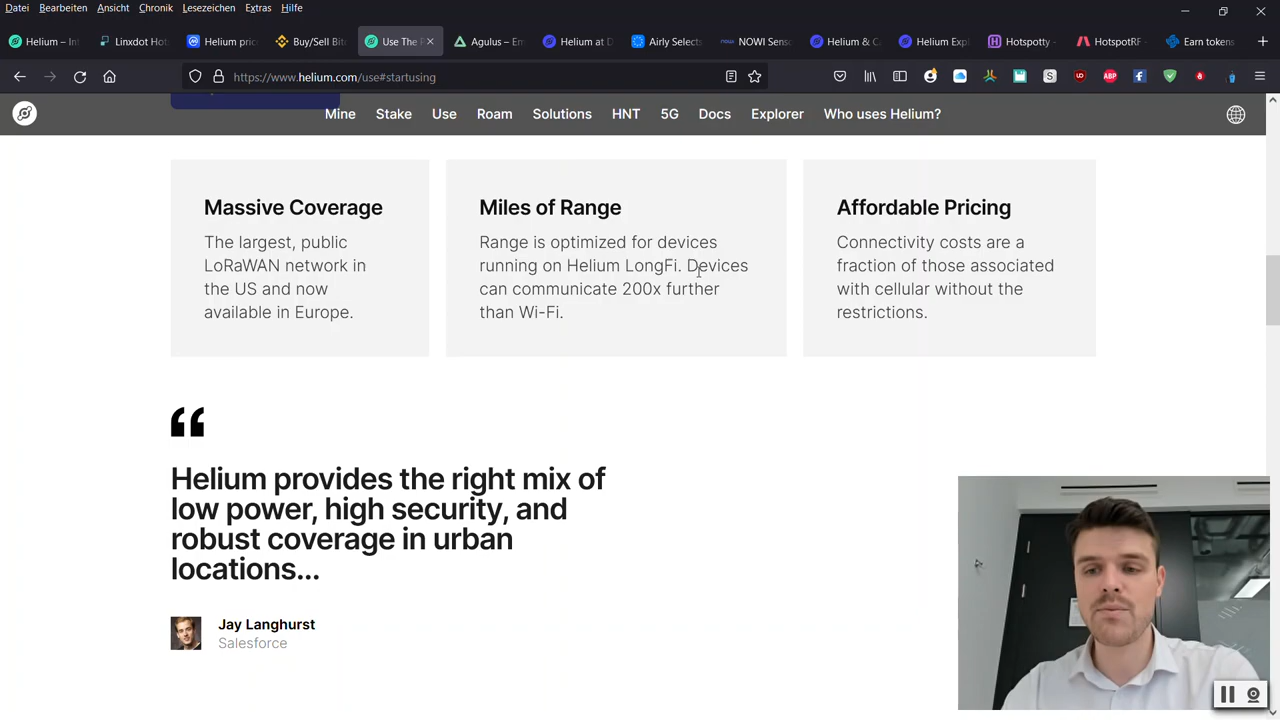 Datei Bearbeiten Ansicht Chronik Lesezeichen Extras Hilfe
Helium – Int
Linxdot Hot
Helium pric
Buy/Sell Bit
Use The P
Agulus – Em
Helium at D
Airly Selects
NOWI Sense
Helium & C
Helium Expl
Hotspotty -
HotspotRF -
Earn tokens
https://www.helium.com/use#startusing
Mine Stake Use Roam Solutions HNT 5G Docs Explorer Who uses Helium?
Massive Coverage
The largest, public
LoRaWAN network in
the US and now
available in Europe.
Miles of Range
Range is optimized for devices
running on Helium LongFi. Devices
can communicate 200x further
than Wi-Fi.
Affordable Pricing
Connectivity costs are a
fraction of those associated
with cellular without the
restrictions.
“
Helium provides the right mix of
low power, high security, and
robust coverage in urban
locations...
Jay Langhurst
Salesforce